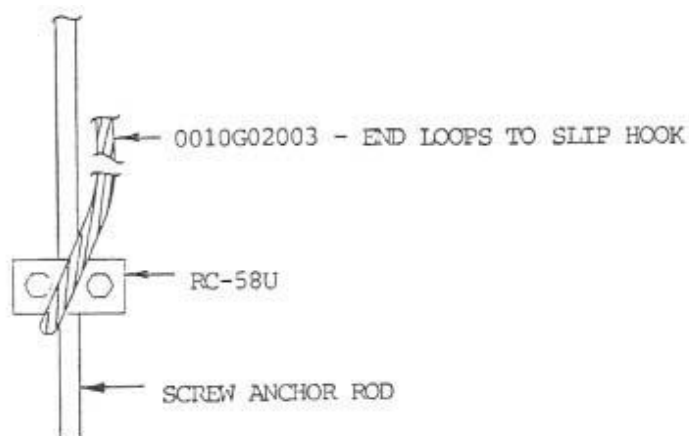 0010G02003 - END LOOPS TO SLIP HOOK
RC-58U
SCREW ANCHOR ROD